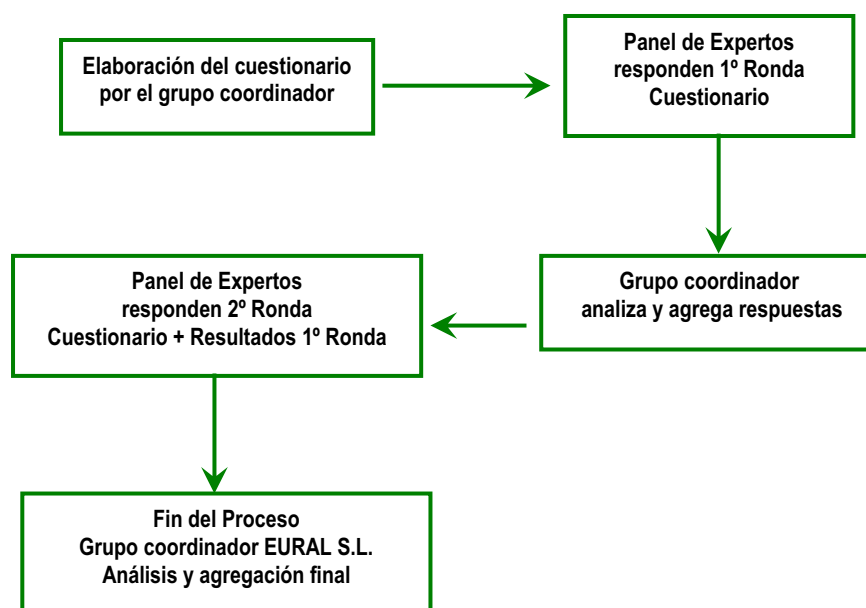 Elaboración del cuestionario
por el grupo coordinador
Panel de Expertos
responden 1º Ronda
Cuestionario
Grupo coordinador
analiza y agrega respuestas
Panel de Expertos
responden 2º Ronda
Cuestionario + Resultados 1º Ronda
Fin del Proceso
Grupo coordinador EURAL S.L.
Análisis y agregación final